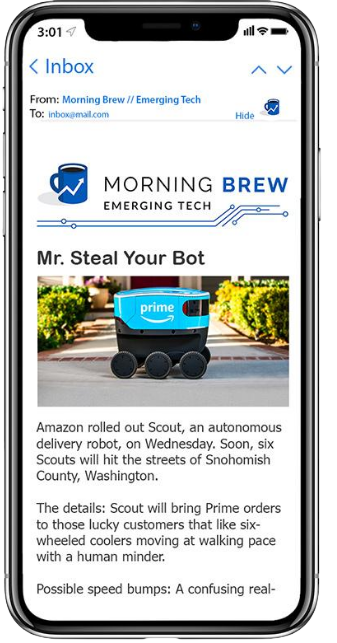 3:01
Inbox
From: Morning Brew // Emerging Tech
To: inbox@mail.com
Hide
MORNING BREW
EMERGING TECH
Mr. Steal Your Bot
prime
Amazon rolled out Scout, an autonomous
delivery robot, on Wednesday. Soon, six
Scouts will hit the streets of Snohomish
County, Washington.
The details: Scout will bring Prime orders
to those lucky customers that like six-
wheeled coolers moving at walking pace
with a human minder.
Possible speed bumps: A confusing real-